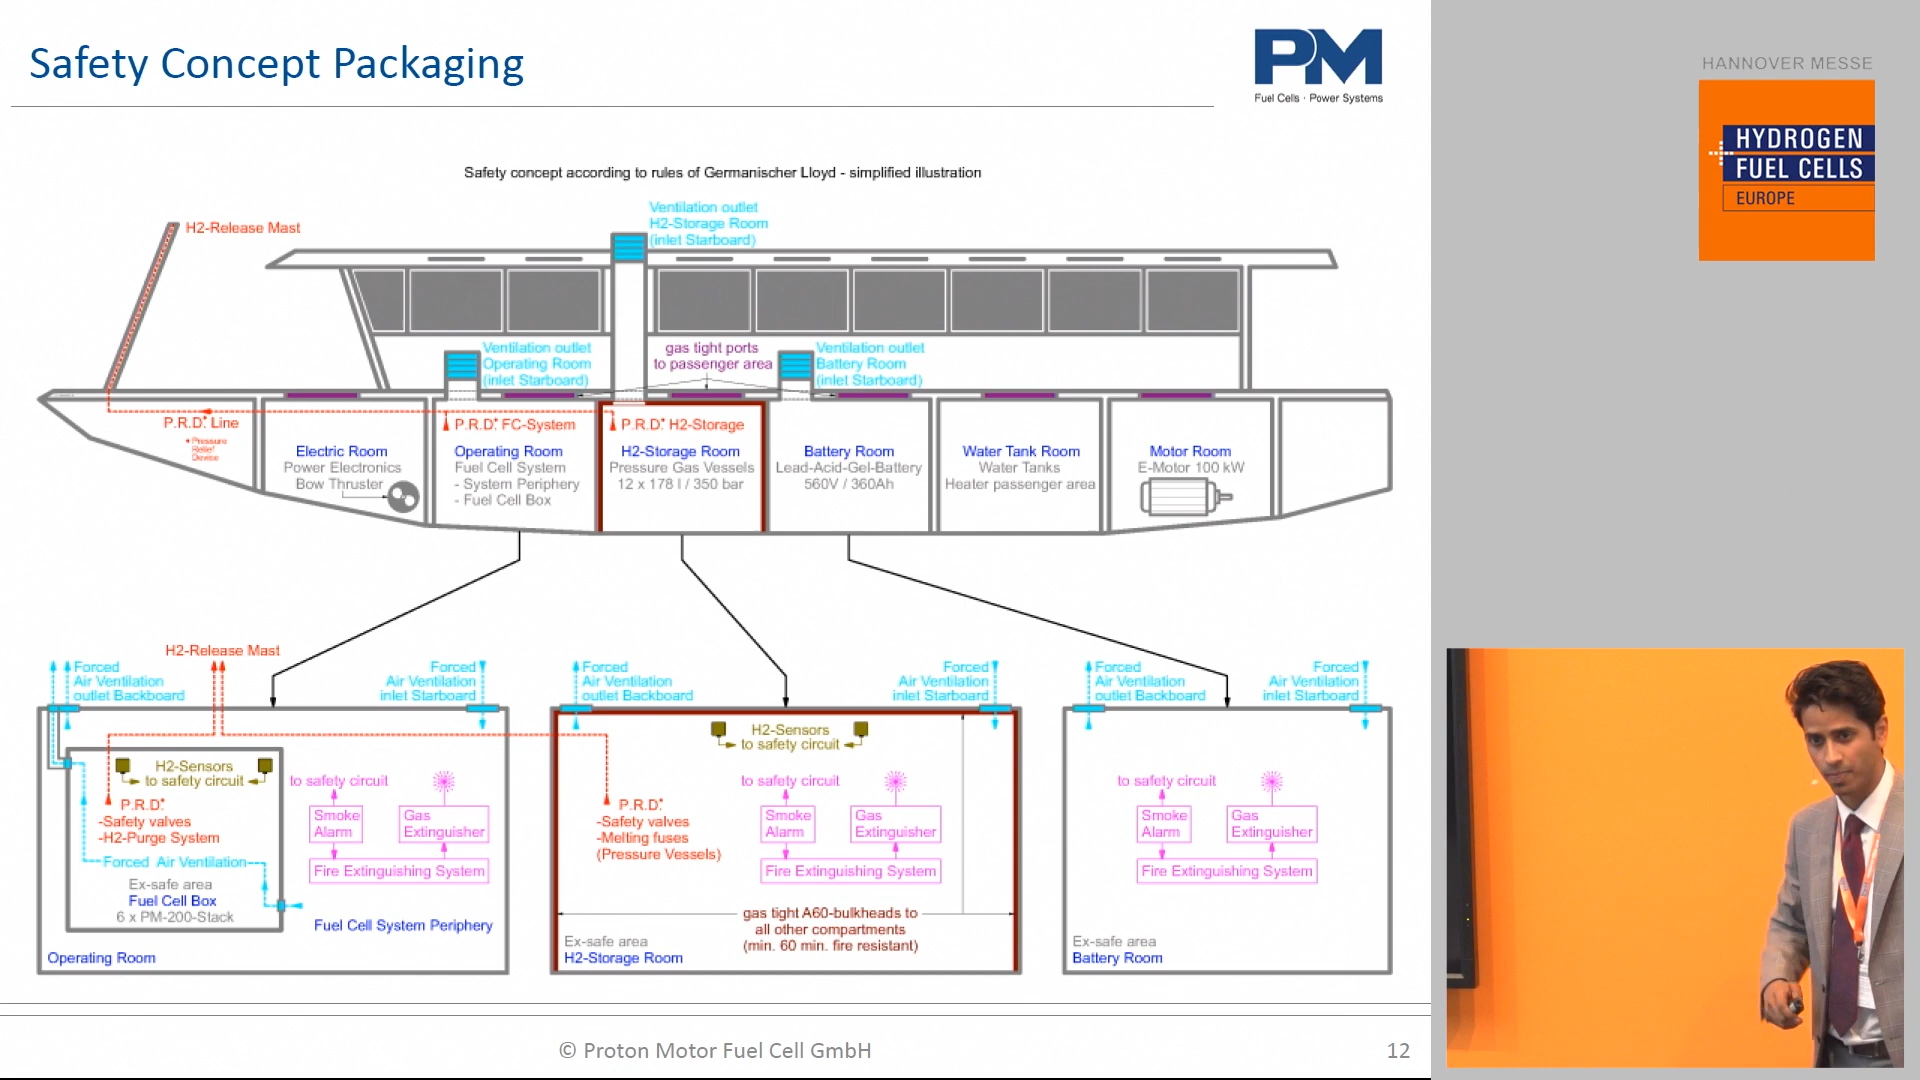 Safety Concept Packaging
PM
Fuel Cells · Power Systems
HANNOVER MESSE
HYDROGEN
FUEL CELLS
EUROPE
Safety concept according to rules of Germanischer Lloyd - simplified illustration
H2-Release Mast
Ventilation outlet
H2-Storage Room
(inlet Starboard)
Ventilation outlet
Operating Room
(inlet Starboard)
gas tight ports
to passenger area
Ventilation outlet
Battery Room
(inlet Starboard)
P.R.D.* Line
* Pressure
Relief
Device
P.R.D.* FC-System
P.R.D.* H2-Storage
Electric Room
Power Electronics
Bow Thruster
Operating Room
Fuel Cell System
- System Periphery
- Fuel Cell Box
H2-Storage Room
Pressure Gas Vessels
12 x 178 l / 350 bar
Battery Room
Lead-Acid-Gel-Battery
560V / 360Ah
Water Tank Room
Water Tanks
Heater passenger area
Motor Room
E-Motor 100 kW
H2-Release Mast
Forced
Air Ventilation
outlet Backboard
Forced
Air Ventilation
inlet Starboard
H2-Sensors
to safety circuit
P.R.D.*
-Safety valves
-H2-Purge System
Forced Air Ventilation
Ex-safe area
Fuel Cell Box
6 x PM-200-Stack
to safety circuit
Smoke
Alarm
Gas
Extinguisher
Fire Extinguishing System
Fuel Cell System Periphery
Operating Room
Forced
Air Ventilation
outlet Backboard
Forced
Air Ventilation
inlet Starboard
H2-Sensors
to safety circuit
P.R.D.*
-Safety valves
-Melting fuses
(Pressure Vessels)
to safety circuit
Smoke
Alarm
Gas
Extinguisher
Fire Extinguishing System
gas tight A60-bulkheads to
all other compartments
(min. 60 min. fire resistant)
Ex-safe area
H2-Storage Room
Forced
Air Ventilation
outlet Backboard
Forced
Air Ventilation
inlet Starboard
to safety circuit
Smoke
Alarm
Gas
Extinguisher
Fire Extinguishing System
Ex-safe area
Battery Room
© Proton Motor Fuel Cell GmbH
12